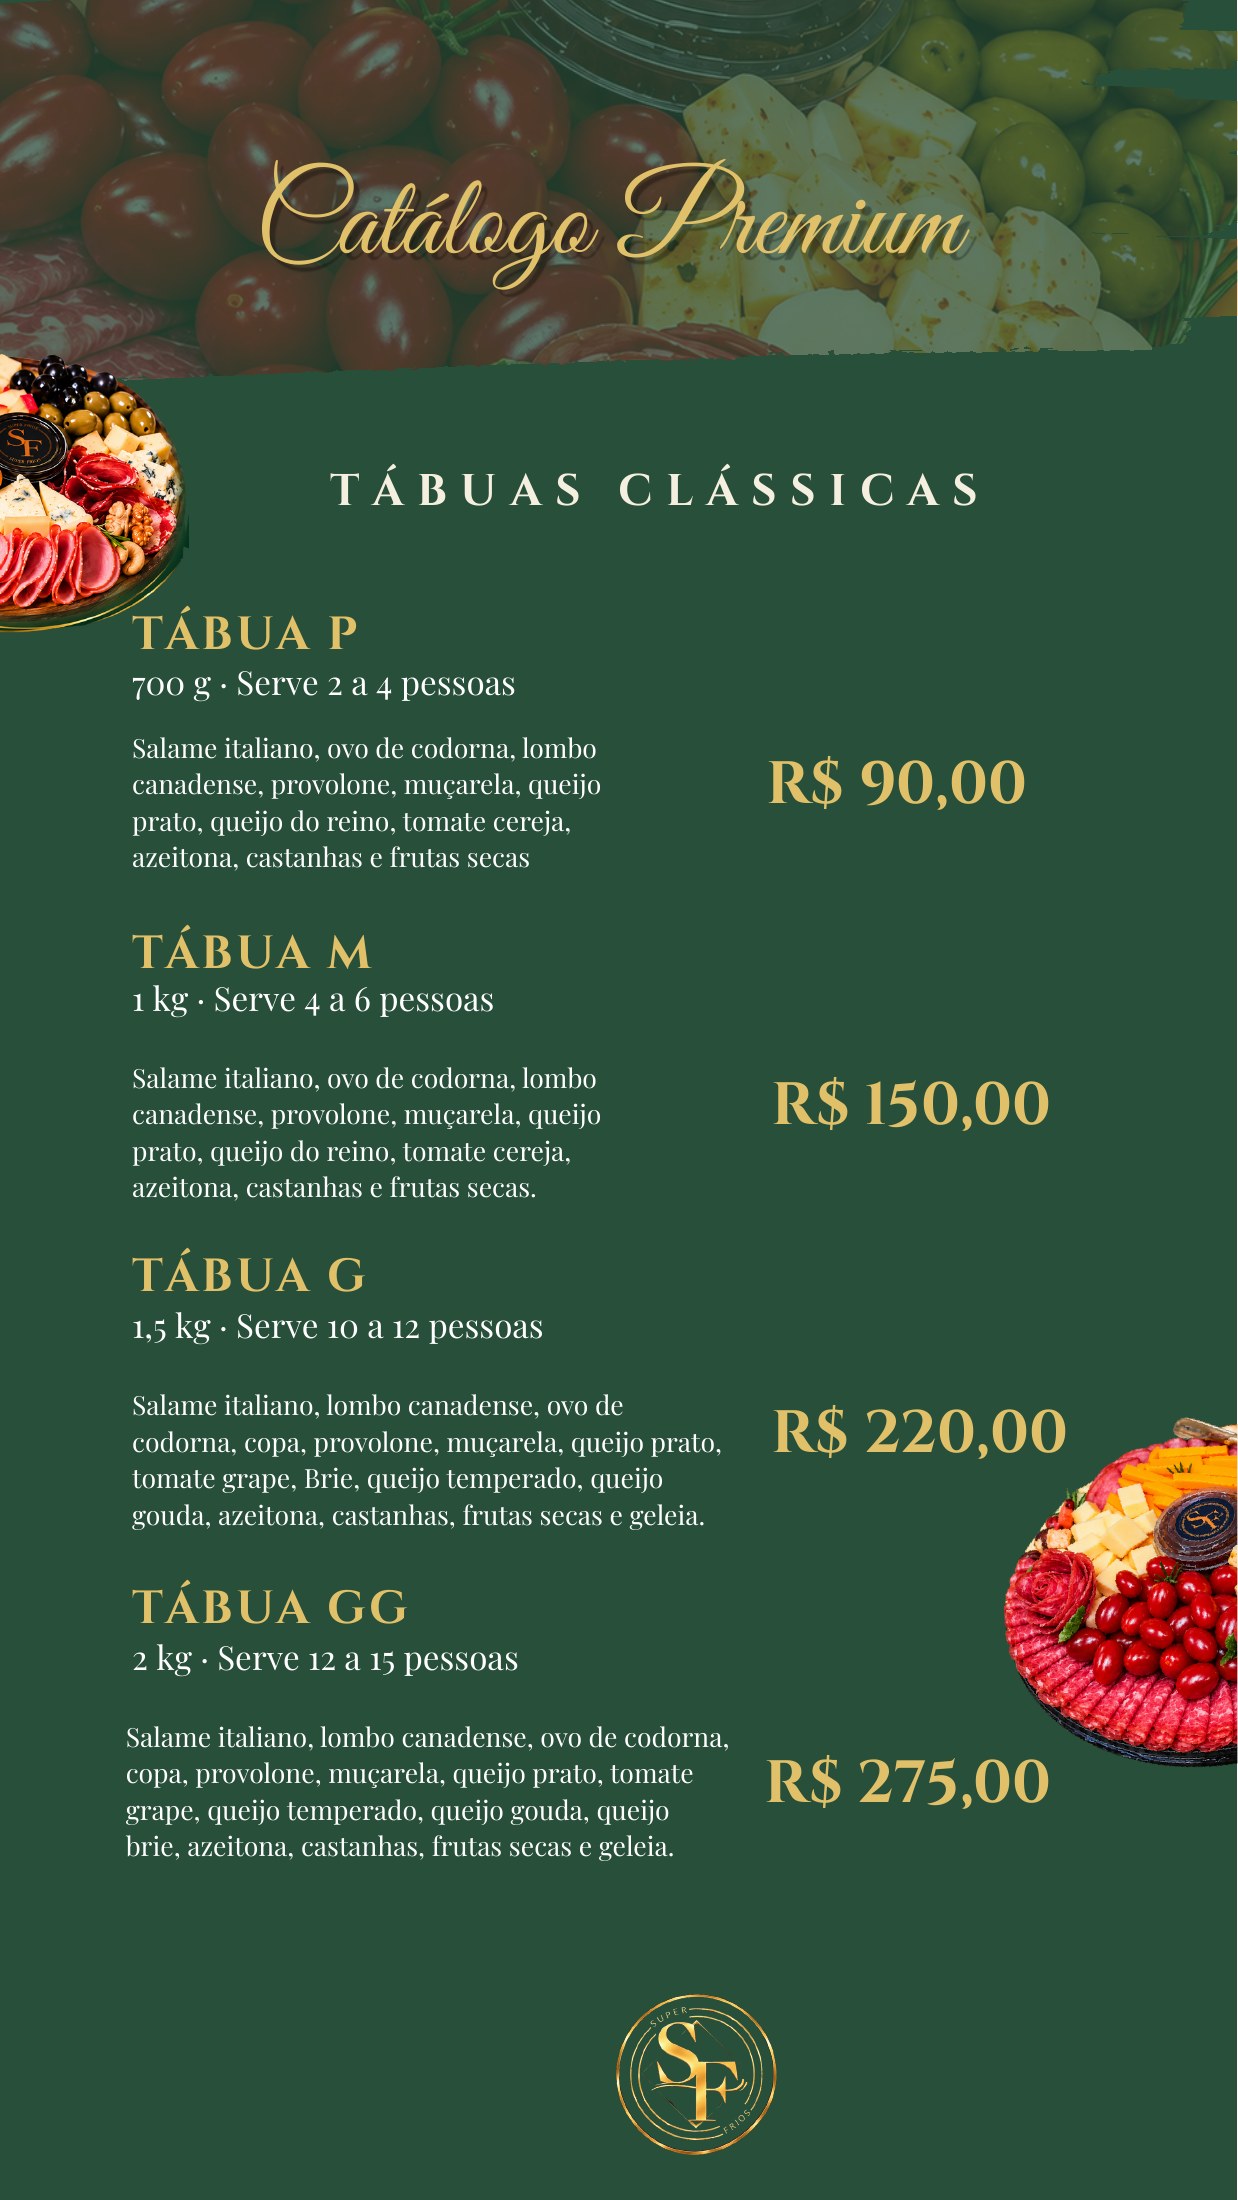 Catálogo Premium
SF
TÁBUAS CLÁSSICAS
TÁBUA P
700 g · Serve 2 a 4 pessoas
Salame italiano, ovo de codorna, lombo
canadense, provolone, muçarela, queijo
prato, queijo do reino, tomate cereja,
azeitona, castanhas e frutas secas
R$ 90,00
TÁBUA M
1 kg · Serve 4 a 6 pessoas
Salame italiano, ovo de codorna, lombo
canadense, provolone, muçarela, queijo
prato, queijo do reino, tomate cereja,
azeitona, castanhas e frutas secas.
R$ 150,00
TÁBUA G
1,5 kg · Serve 10 a 12 pessoas
Salame italiano, lombo canadense, ovo de
codorna, copa, provolone, muçarela, queijo prato,
tomate grape, Brie, queijo temperado, queijo
gouda, azeitona, castanhas, frutas secas e geleia.
R$ 220,00
SF
TÁBUA GG
2 kg · Serve 12 a 15 pessoas
Salame italiano, lombo canadense, ovo de codorna,
copa, provolone, muçarela, queijo prato, tomate
grape, queijo temperado, queijo gouda, queijo
brie, azeitona, castanhas, frutas secas e geleia.
R$ 275,00
SUPER
SF
FRIOS